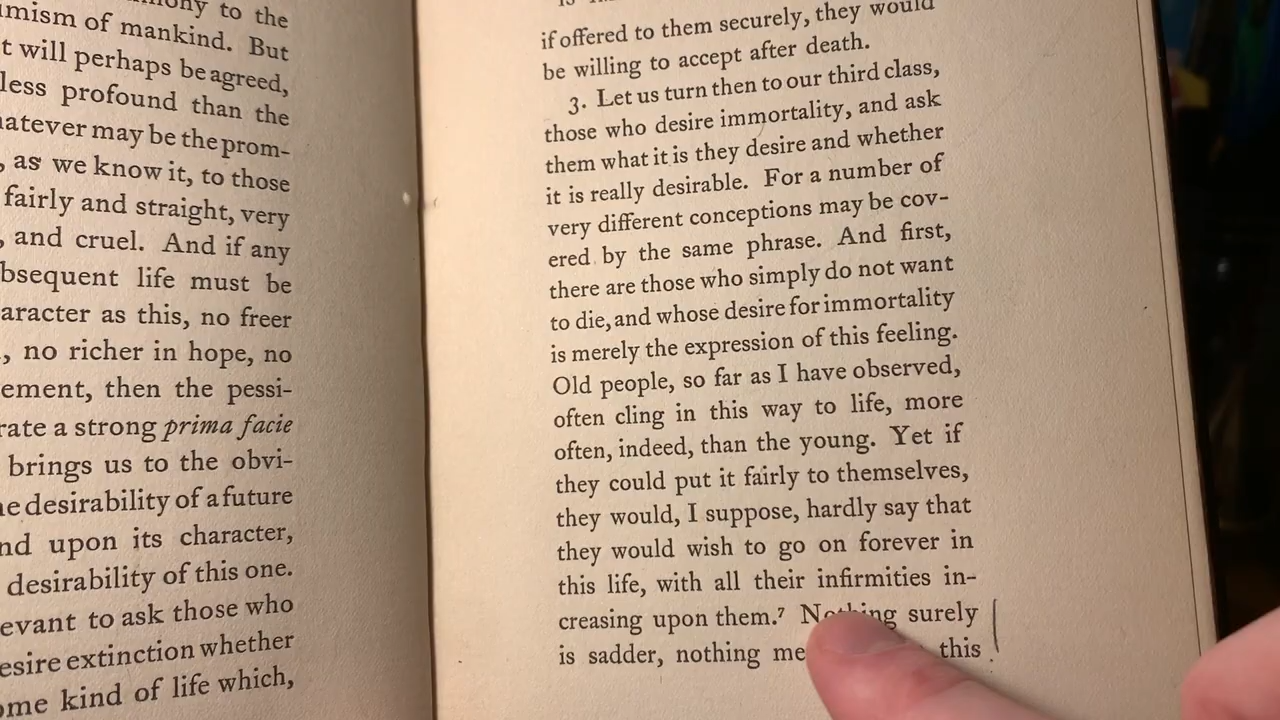 to the
mism of mankind. But
t will perhaps be agreed,
less profound than the
hatever may be the prom-
, as we know it, to those
fairly and straight, very
, and cruel. And if any
bsequent life must be
aracter as this, no freer
, no richer in hope, no
ement, then the pessi-
rate a strong prima facie
brings us to the obvi-
he desirability of a future
nd upon its character,
desirability of this one.
evant to ask those who
esire extinction whether
ome kind of life which,
if offered to them securely, they would
be willing to accept after death.
3. Let us turn then to our third class,
those who desire immortality, and ask
them what it is they desire and whether
it is really desirable. For a number of
very different conceptions may be cov-
ered by the same phrase. And first,
there are those who simply do not want
to die, and whose desire for immortality
is merely the expression of this feeling.
Old people, so far as I have observed,
often cling in this way to life, more
often, indeed, than the young. Yet if
they could put it fairly to themselves,
they would, I suppose, hardly say that
they would wish to go on forever in
this life, with all their infirmities in-
creasing upon them.⁷ Nothing surely
is sadder, nothing me this